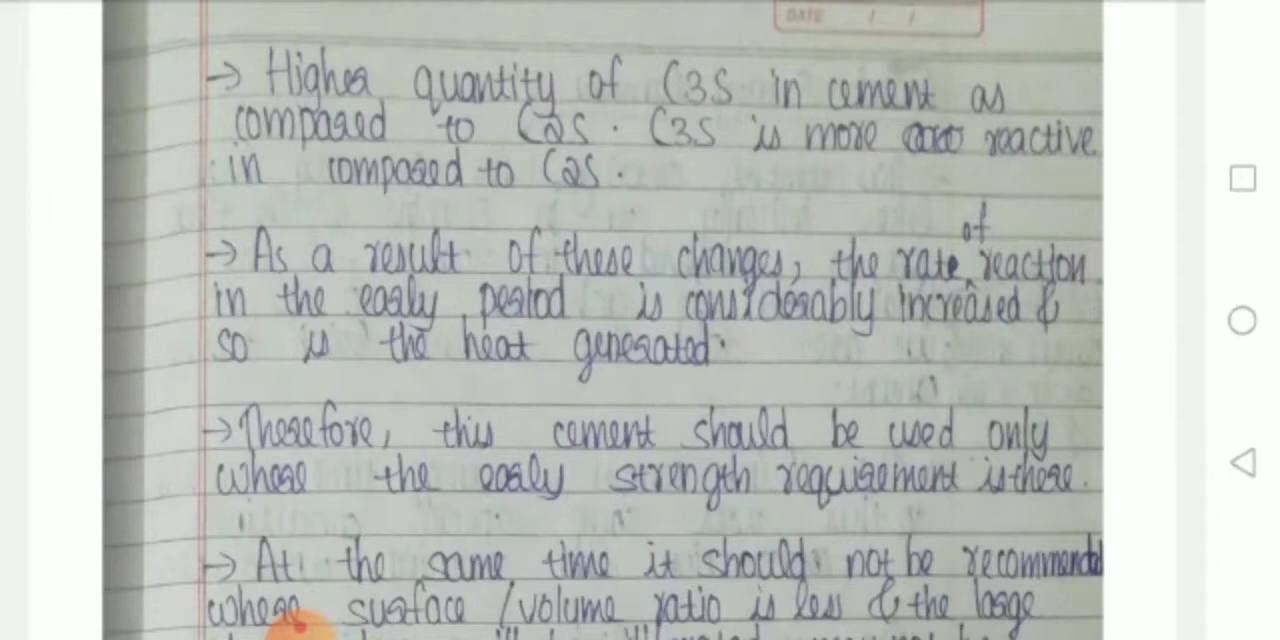 DATE / /
→ Higher quantity of C3S in cement as
compared to C2S. C3S is more reactive
in compared to C2S.
→ As a result of these changes, the rate of reaction
in the early period is considerably increased &
so is the heat generated.
→ Therefore, this cement should be used only
where the early strength requirement is there.
→ At the same time it should not be recommended
where surface / volume ratio is less & the large